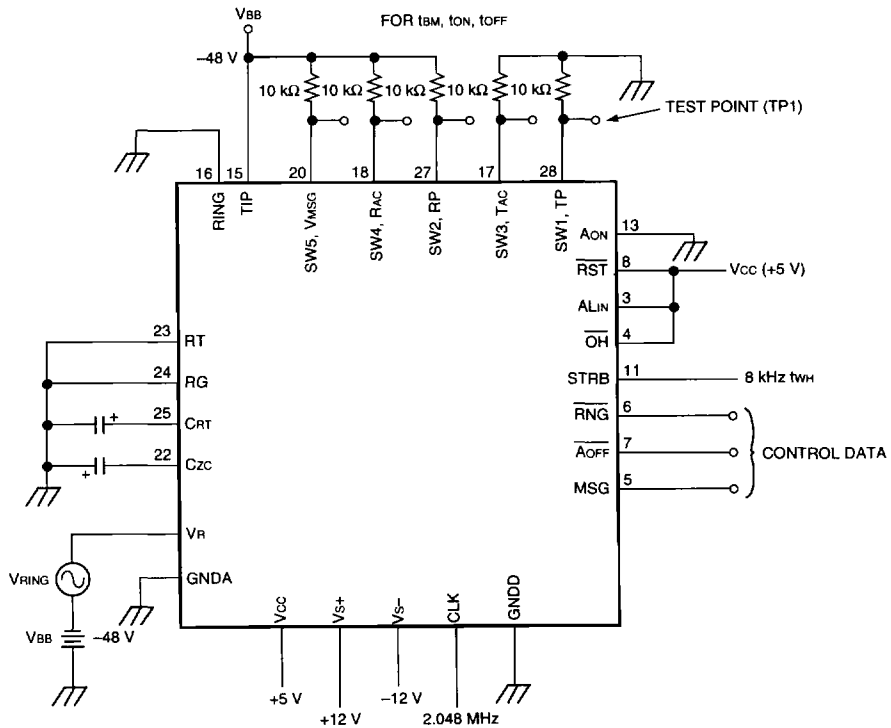 VBB
FOR tBM, tON, tOFF
–48 V
10 kΩ 10 kΩ 10 kΩ 10 kΩ 10 kΩ
TEST POINT (TP1)
16 15 20 18 27 17 28
RING
TIP
SW5, VMSG
SW4, RAC
SW2, RP
SW3, TAC
SW1, TP
AON 13
RST 8 VCC (+5 V)
ALIN 3
OH 4
STRB 11 8 kHz tWH
RNG 6
AOFF 7 CONTROL DATA
MSG 5
23 RT
24 RG
25 CRT
+
22 CZC
+
VR
VRING
GNDA
VBB –48 V
VCC
VS+
VS–
CLK
GNDD
+5 V
+12 V
–12 V
2.048 MHz